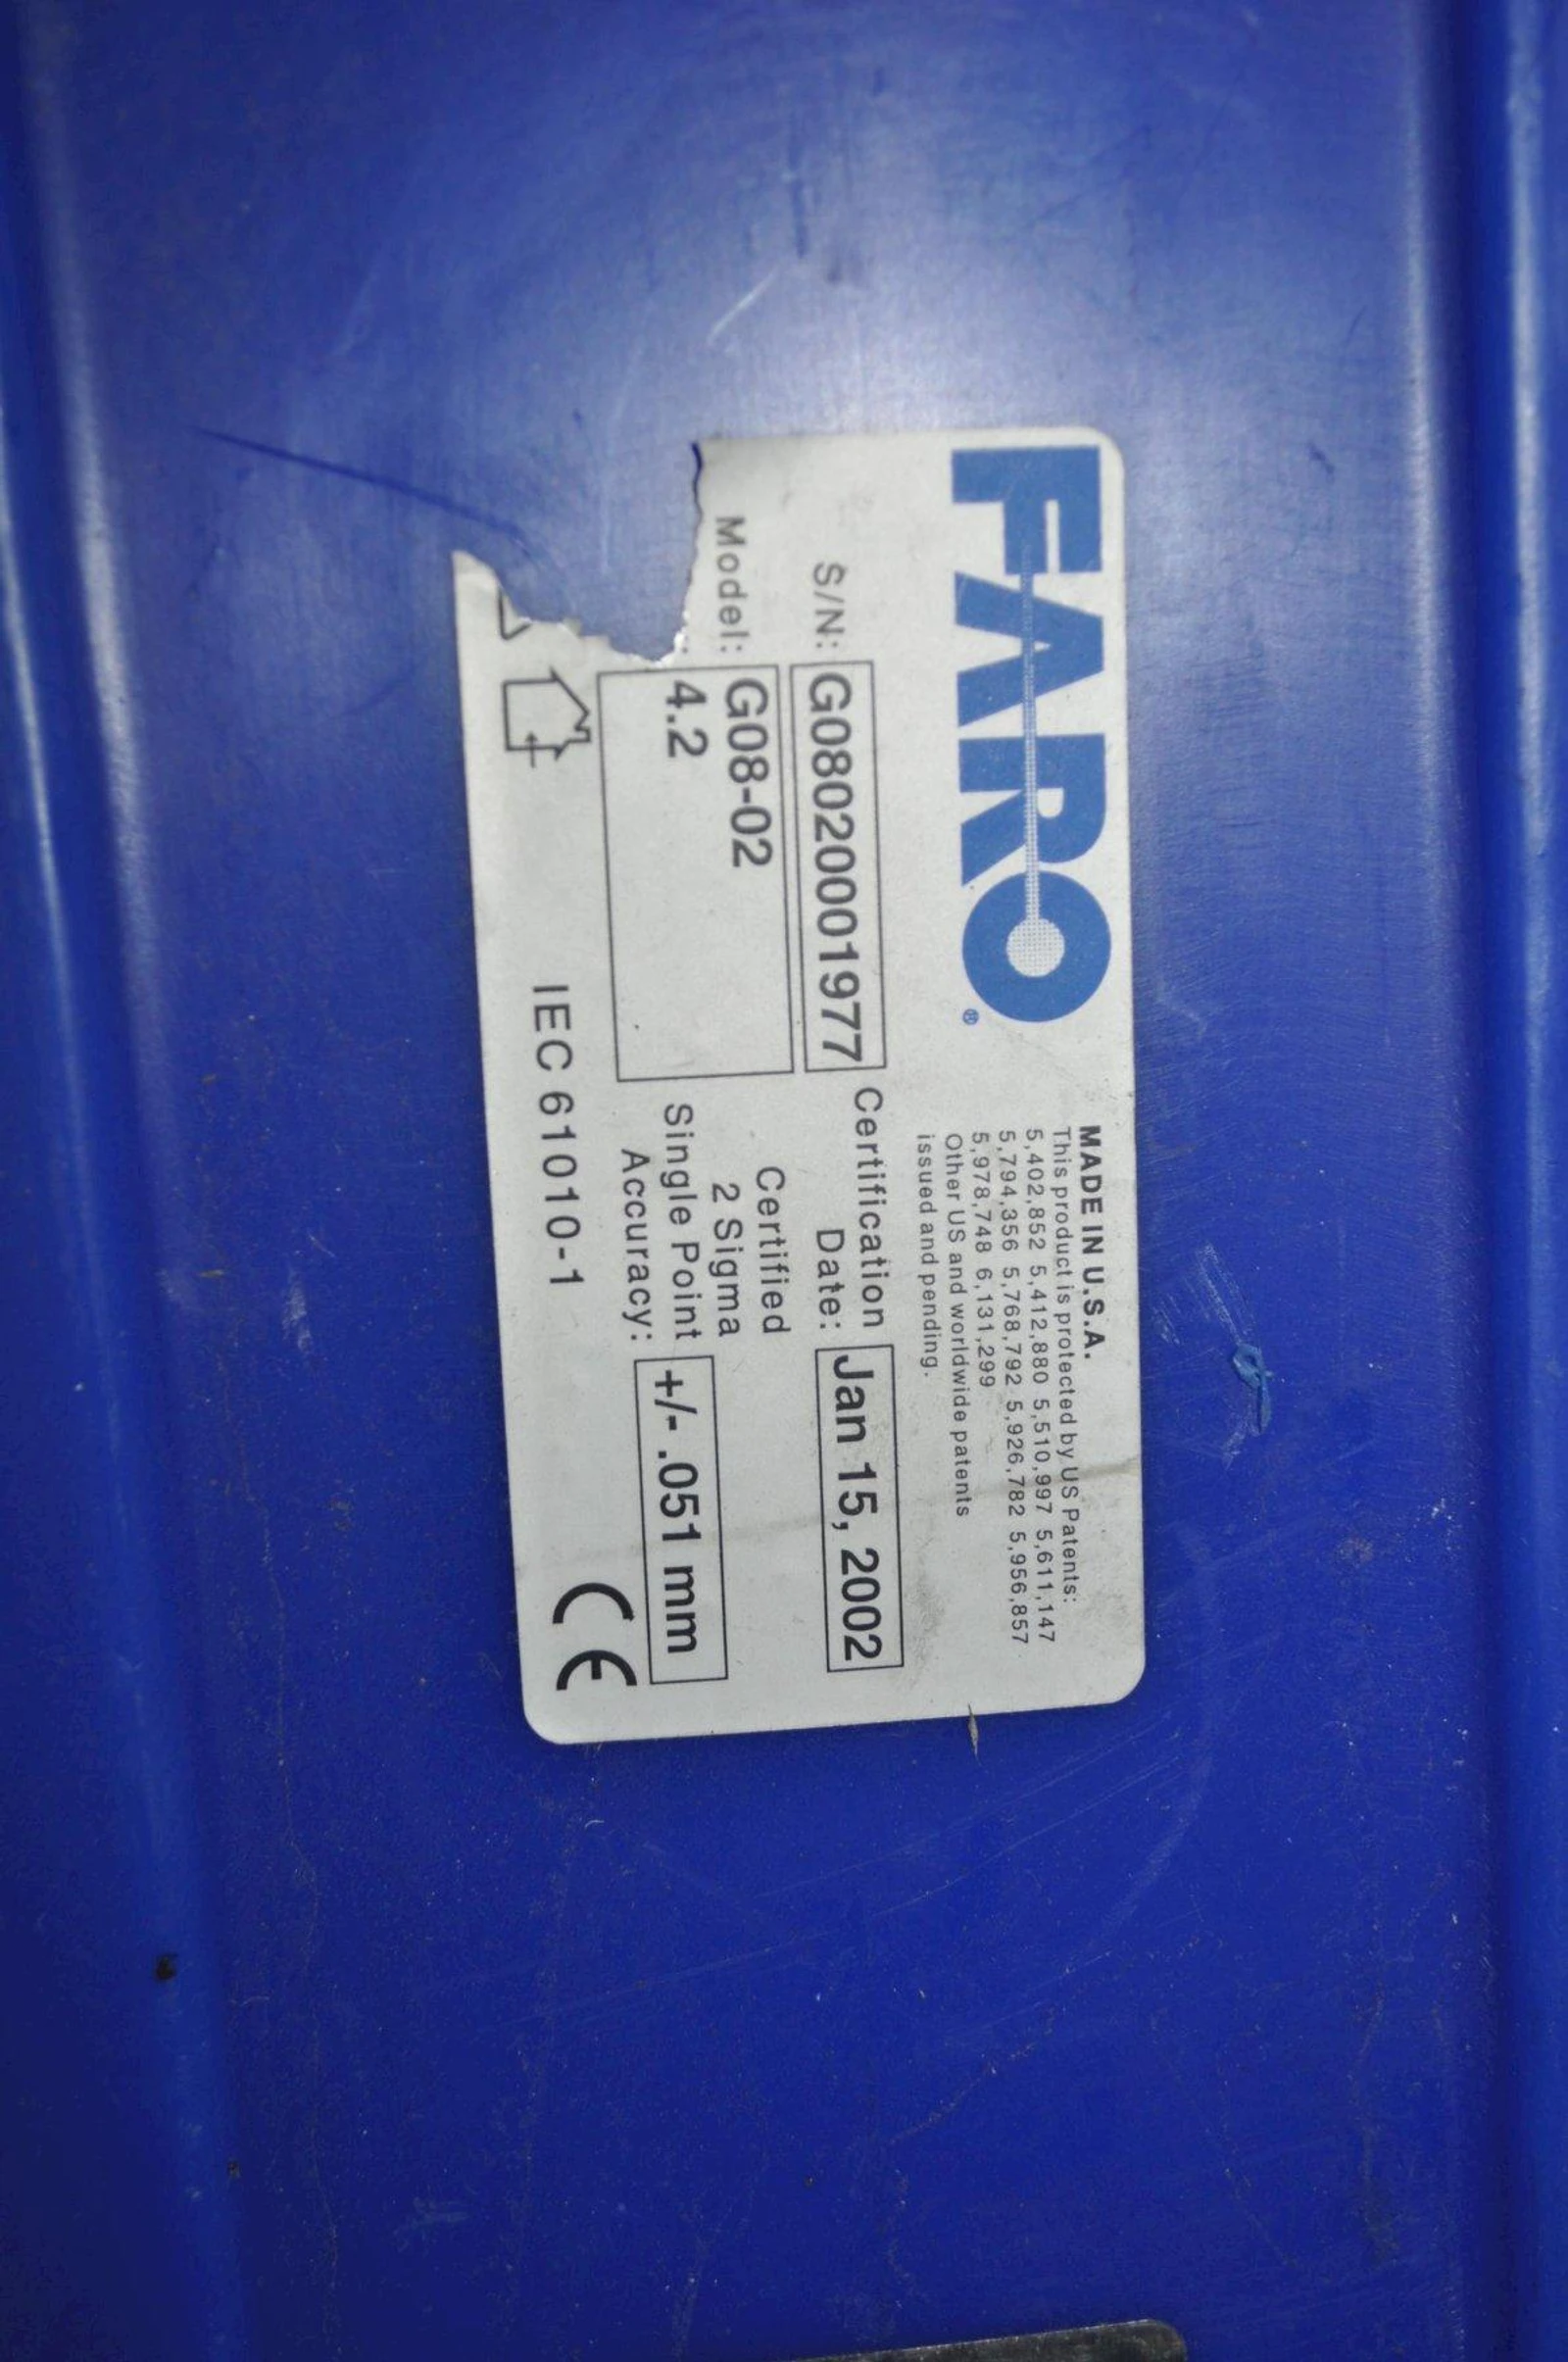 FARO®
MADE IN U.S.A.
This product is protected by US Patents:
5,402,852 5,412,880 5,510,997 5,611,147
5,794,356 5,768,792 5,926,782 5,956,857
5,978,748 6,131,299
Other US and worldwide patents
issued and pending.
S/N: G08020001977
Certification
Date: Jan 15, 2002
Model: G08-02
: 4.2
Certified
2 Sigma
Single Point
Accuracy: +/- .051 mm
IEC 61010-1
CE